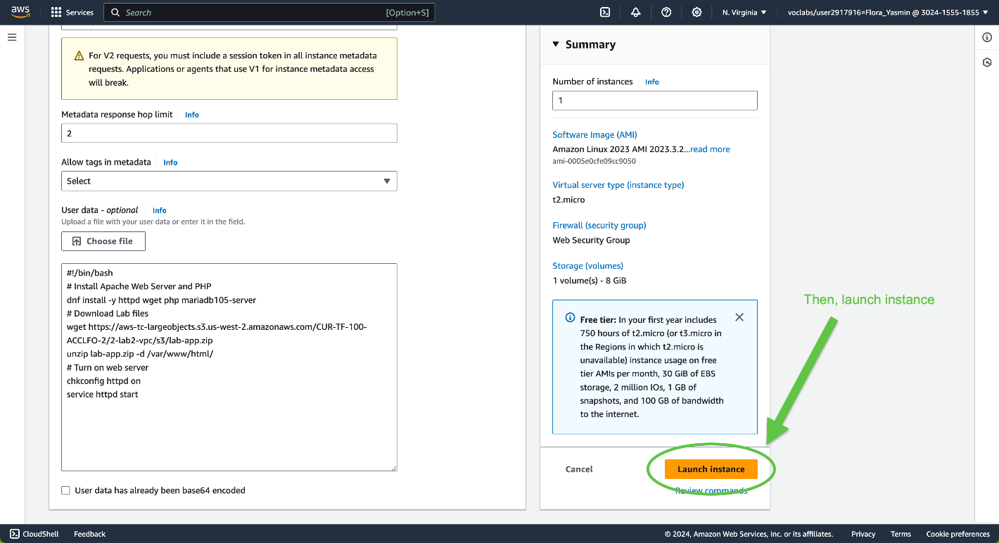 aws
Services
Search
[Option+S]
N. Virginia
voclabs/user2917916=Flora_Yasmin @ 3024-1555-1855
For V2 requests, you must include a session token in all instance metadata
requests. Applications or agents that use V1 for instance metadata access
will break.
Metadata response hop limit
Info
2
Allow tags in metadata
Info
Select
User data - optional
Info
Upload a file with your user data or enter it in the field.
Choose file
#!/bin/bash
# Install Apache Web Server and PHP
dnf install -y httpd wget php mariadb105-server
# Download Lab files
wget https://aws-tc-largeobjects.s3.us-west-2.amazonaws.com/CUR-TF-100-
ACCLFO-2/2-lab2-vpc/s3/lab-app.zip
unzip lab-app.zip -d /var/www/html/
# Turn on web server
chkconfig httpd on
service httpd start
User data has already been base64 encoded
Summary
Number of instances
Info
1
Software Image (AMI)
Amazon Linux 2023 AMI 2023.3.2...read more
ami-0005e0cfe09cc9050
Virtual server type (instance type)
t2.micro
Firewall (security group)
Web Security Group
Storage (volumes)
1 volume(s) - 8 GiB
Free tier: In your first year includes
750 hours of t2.micro (or t3.micro in
the Regions in which t2.micro is
unavailable) instance usage on free
tier AMIs per month, 30 GiB of EBS
storage, 2 million IOs, 1 GB of
snapshots, and 100 GB of bandwidth
to the internet.
Cancel
Launch instance
Review commands
Then, launch instance
CloudShell
Feedback
© 2024, Amazon Web Services, Inc. or its affiliates.
Privacy
Terms
Cookie preferences